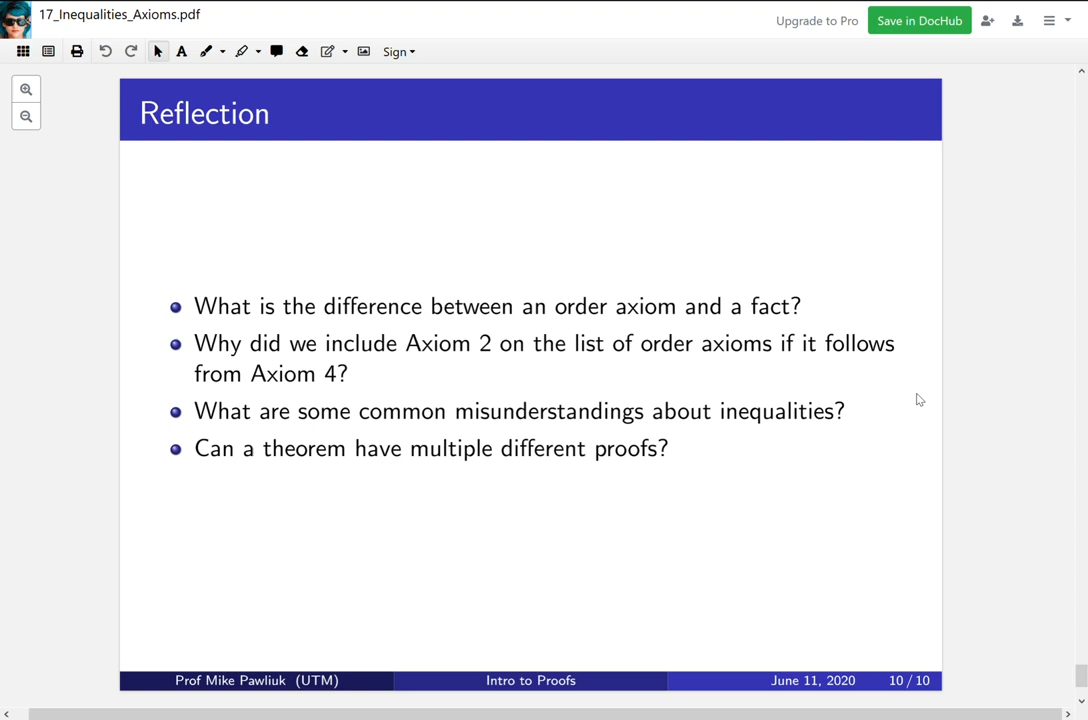 17_Inequalities_Axioms.pdf
Upgrade to Pro
Save in DocHub
A
Sign
Reflection
What is the difference between an order axiom and a fact?
Why did we include Axiom 2 on the list of order axioms if it follows
from Axiom 4?
What are some common misunderstandings about inequalities?
Can a theorem have multiple different proofs?
Prof Mike Pawliuk (UTM)
Intro to Proofs
June 11, 2020
10 / 10